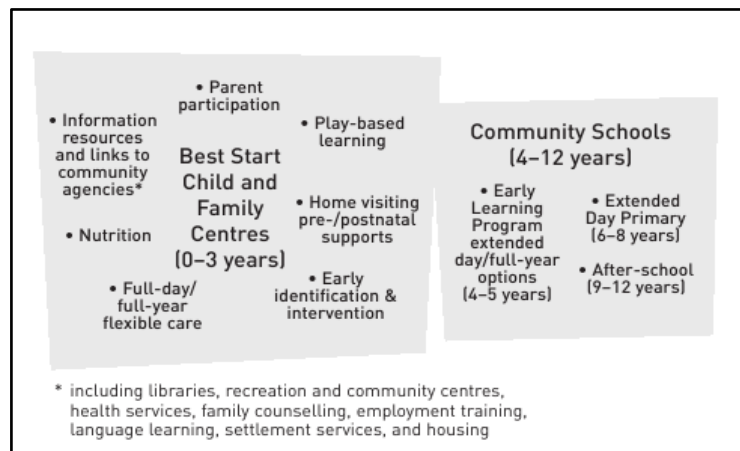 • Parent
participation
• Information
resources
and links to
community
agencies*
• Play-based
learning
Best Start
Child and
Family
Centres
(0–3 years)
• Home visiting
pre-/postnatal
supports
• Nutrition
• Full-day/
full-year
flexible care
• Early
identification &
intervention
Community Schools
(4–12 years)
• Early
Learning
Program
extended
day/full-year
options
(4–5 years)
• Extended
Day Primary
(6–8 years)
• After-school
(9–12 years)
* including libraries, recreation and community centres,
health services, family counselling, employment training,
language learning, settlement services, and housing